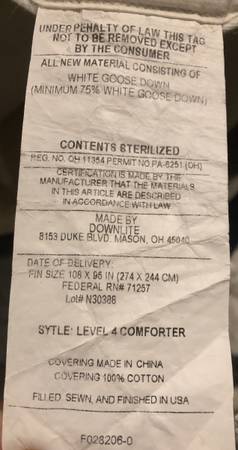 UNDER PENALTY OF LAW THIS TAG
NOT TO BE REMOVED EXCEPT
BY THE CONSUMER
ALL NEW MATERIAL CONSISTING OF
WHITE GOOSE DOWN
(MINIMUM 75% WHITE GOOSE DOWN)
CONTENTS STERILIZED
REG. NO. OH 11354 PERMIT NO PA-6251 (OH)
CERTIFICATION IS MADE BY THE
MANUFACTURER THAT THE MATERIALS
IN THIS ARTICLE ARE DESCRIBED
IN ACCORDANCE WITH LAW
MADE BY
DOWNLITE
8153 DUKE BLVD. MASON, OH 45040
DATE OF DELIVERY:
FIN SIZE 108 X 96 IN (274 X 244 CM)
FEDERAL RN# 71257
Lot# N30388
SYTLE: LEVEL 4 COMFORTER
COVERING MADE IN CHINA
COVERING 100% COTTON
FILLED, SEWN, AND FINISHED IN USA
F028206-0